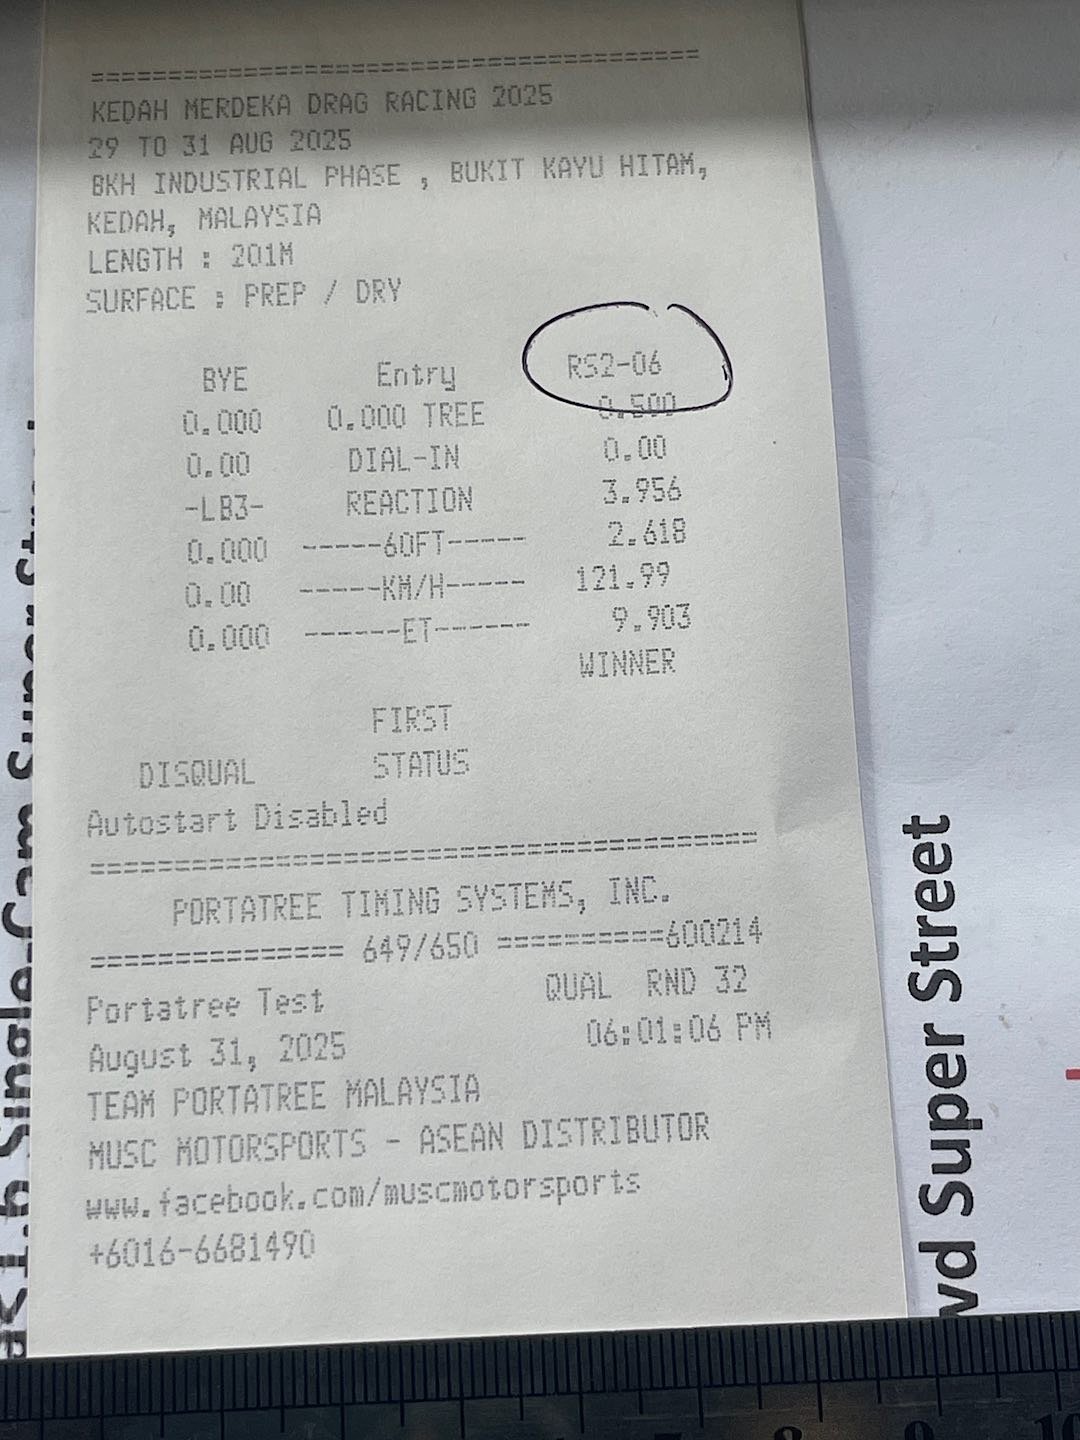 =======================================
KEDAH MERDEKA DRAG RACING 2025
29 TO 31 AUG 2025
BKH INDUSTRIAL PHASE , BUKIT KAYU HITAM,
KEDAH, MALAYSIA
LENGTH : 201M
SURFACE : PREP / DRY
BYE Entry RS2-06
0.000 0.000 TREE 0.500
0.00 DIAL-IN 0.00
-LB3- REACTION 3.956
0.000 -----60FT----- 2.618
0.00 -----KM/H----- 121.99
0.000 ------ET------ 9.903
WINNER
FIRST
DISQUAL STATUS
Autostart Disabled
==========================================
PORTATREE TIMING SYSTEMS, INC.
================ 649/650 ==========600214
Portatree Test QUAL RND 32
August 31, 2025 06:01:06 PM
TEAM PORTATREE MALAYSIA
MUSC MOTORSPORTS - ASEAN DISTRIBUTOR
www.facebook.com/muscmotorsports
+6016-6681490
vd Super Street
8 9 10